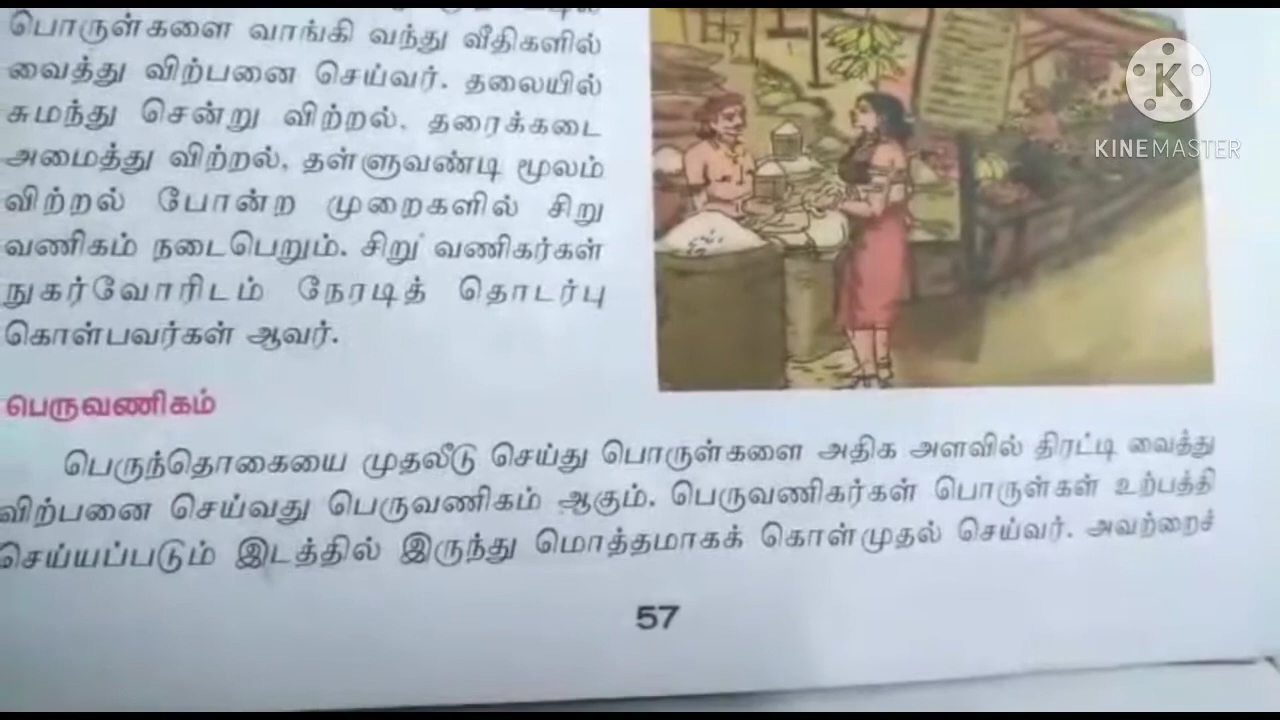 பொருள்களை வாங்கி வந்து வீதிகளில்
வைத்து விற்பனை செய்வர். தலையில்
சுமந்து சென்று விற்றல், தரைக்கடை
அமைத்து விற்றல், தள்ளுவண்டி மூலம்
விற்றல் போன்ற முறைகளில் சிறு
வணிகம் நடைபெறும். சிறு வணிகர்கள்
நுகர்வோரிடம் நேரடித் தொடர்பு
கொள்பவர்கள் ஆவர்.
பெருவணிகம்
பெருந்தொகையை முதலீடு செய்து பொருள்களை அதிக அளவில் திரட்டி வைத்து
விற்பனை செய்வது பெருவணிகம் ஆகும். பெருவணிகர்கள் பொருள்கள் உற்பத்தி
செய்யப்படும் இடத்தில் இருந்து மொத்தமாகக் கொள்முதல் செய்வர். அவற்றைச்
57
K
KINEMASTER